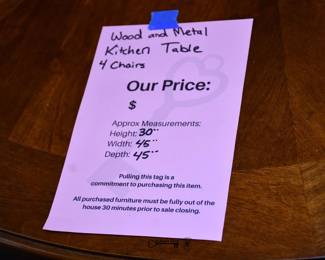 Wood and Metal
Kitchen Table
4 Chairs
Our Price:
$
Approx Measurements:
Height: 30"
Width: 45"
Depth: 45"
Pulling this tag is a
commitment to purchasing this item.
All purchased furniture must be fully out of the
house 30 minutes prior to sale closing.